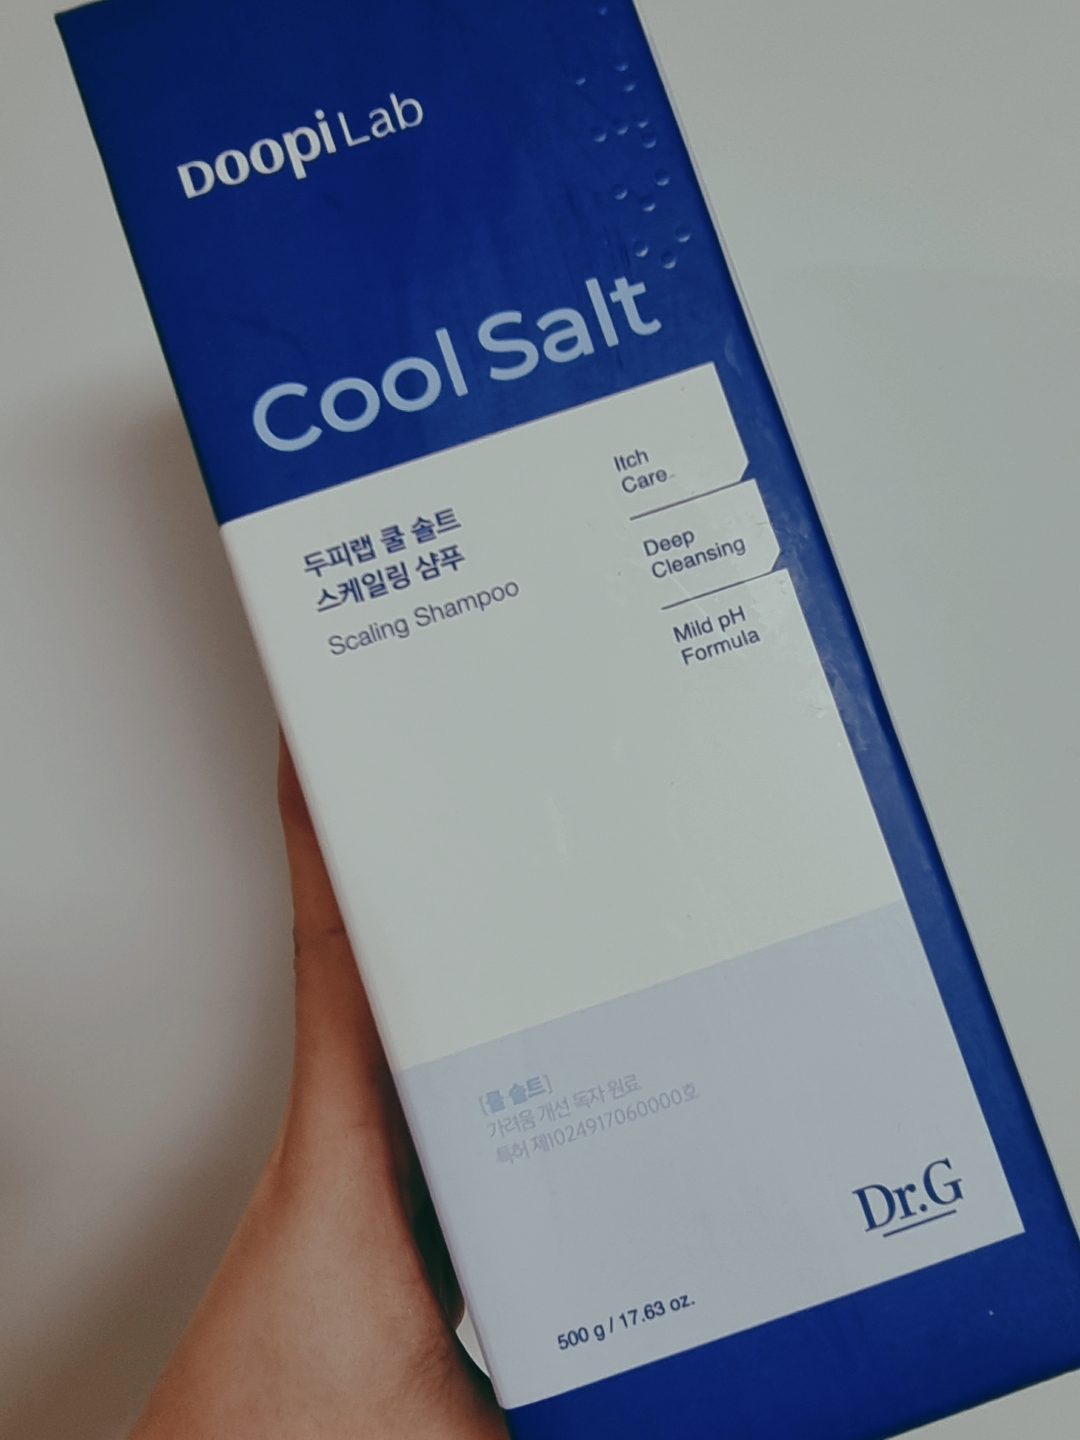 Doopi Lab
Cool Salt
두피랩 쿨 솔트
스케일링 샴푸
Scaling Shampoo
Itch
Care
Deep
Cleansing
Mild pH
Formula
[쿨 솔트]
가려움 개선 독자 원료
특허 제1024917060000호
Dr.G
500 g / 17.63 oz.